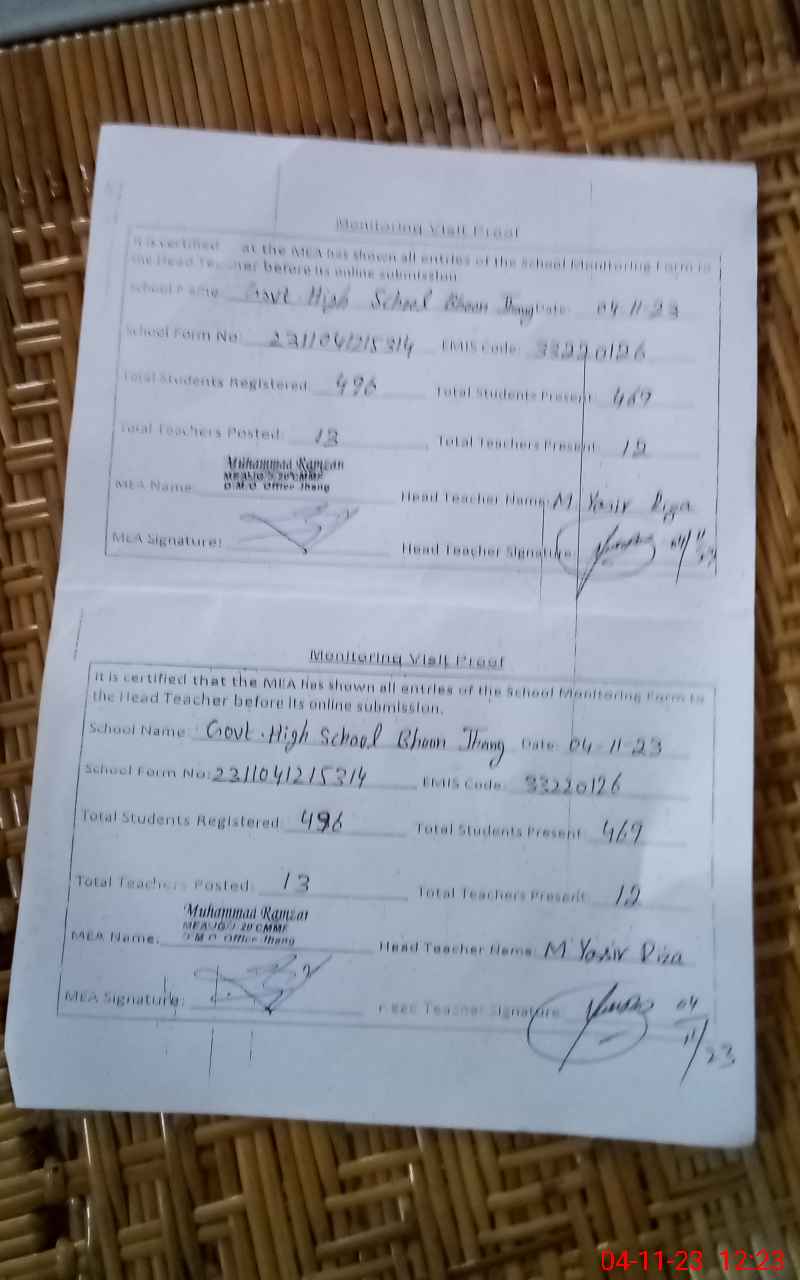 Monitoring Visit Proof
It is certified at the MEA has shown all entries of the School Monitoring Form to
the Head Teacher before its online submission
School Name Govt High School Bhoon Jhang Date: 04-11-23
School Form No: 2311041215314 EMIS Code: 33220126
Total Students Registered 496 Total Students Present 469
Total Teachers Posted: 13 Total Teachers Present 12
Muhammad Ramzan
D.M.O Office Jhang
MEA Name: Head Teacher Name: M Yasir Riza
MEA Signature: Head Teacher Signature 04/11/23
Monitoring Visit Proof
It is certified that the MEA has shown all entries of the School Monitoring Form to
the Head Teacher before its online submission.
School Name: Govt. High School Bhoon Jhang Date: 04-11-23
School Form No: 2311041215314 EMIS Code: 33220126
Total Students Registered 496 Total Students Present 469
Total Teachers Posted: 13 Total Teachers Present 12
Muhammad Ramzan
D.M.O Office Jhang
MEA Name: Head Teacher Name: M Yasir Riza
MEA Signature: Teacher Signature 04/11/23
04-11-23 12:23